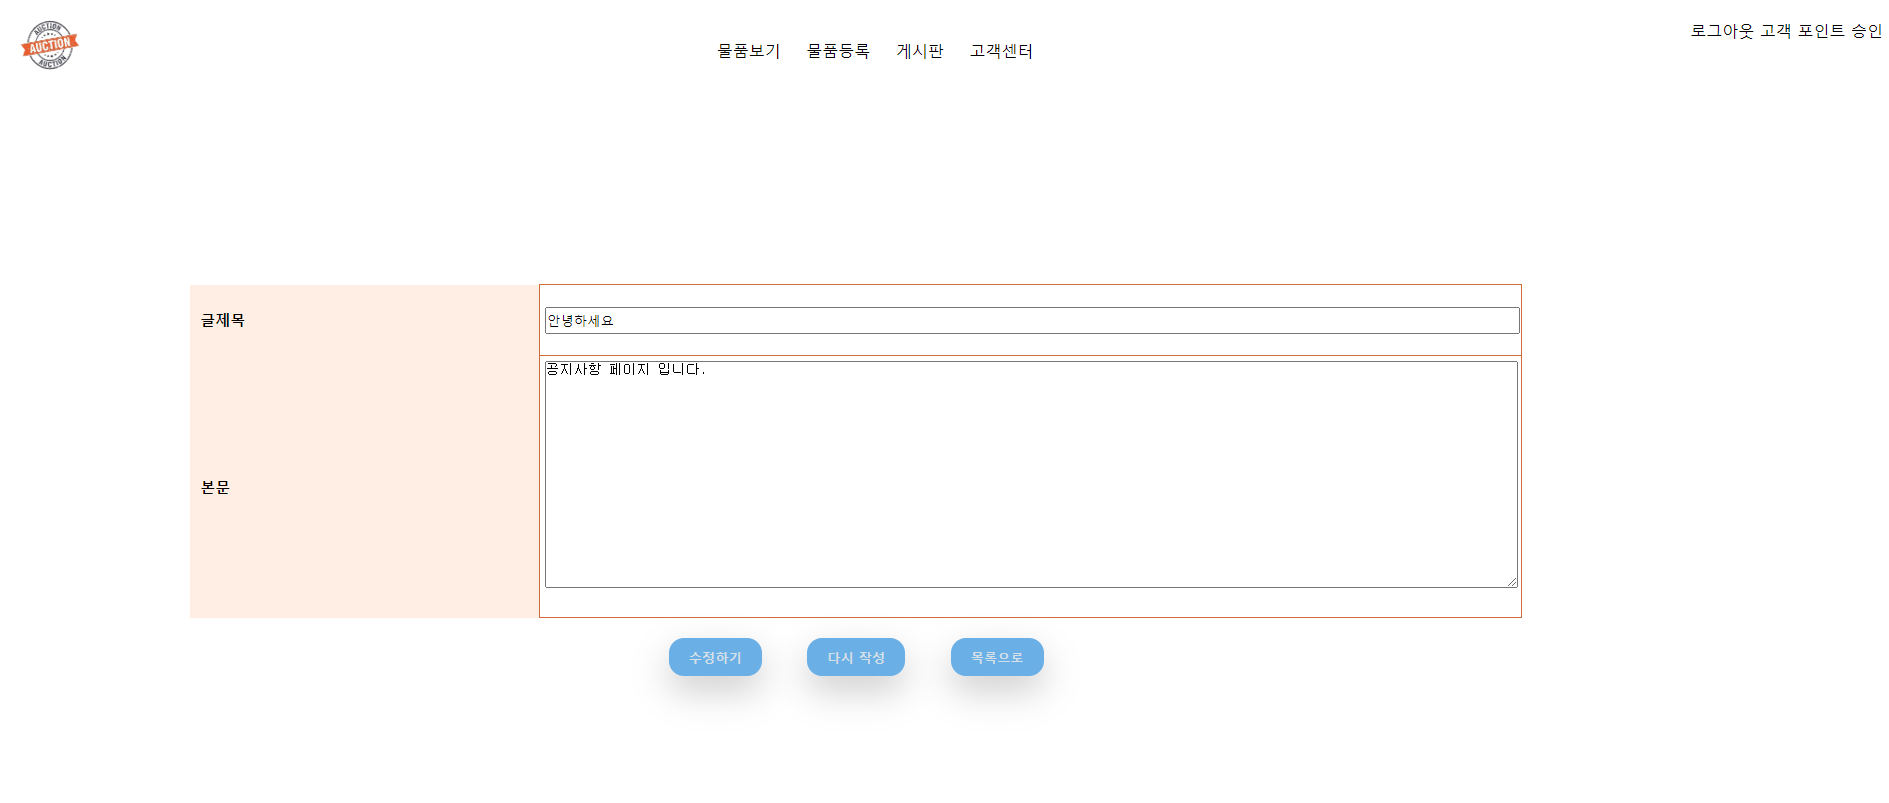 AUCTION
AUCTION
AUCTION
물품보기 물품등록 게시판 고객센터
로그아웃 고객 포인트 승인
글제목
안녕하세요
공지사항 페이지 입니다.
본문
수정하기 다시 작성 목록으로